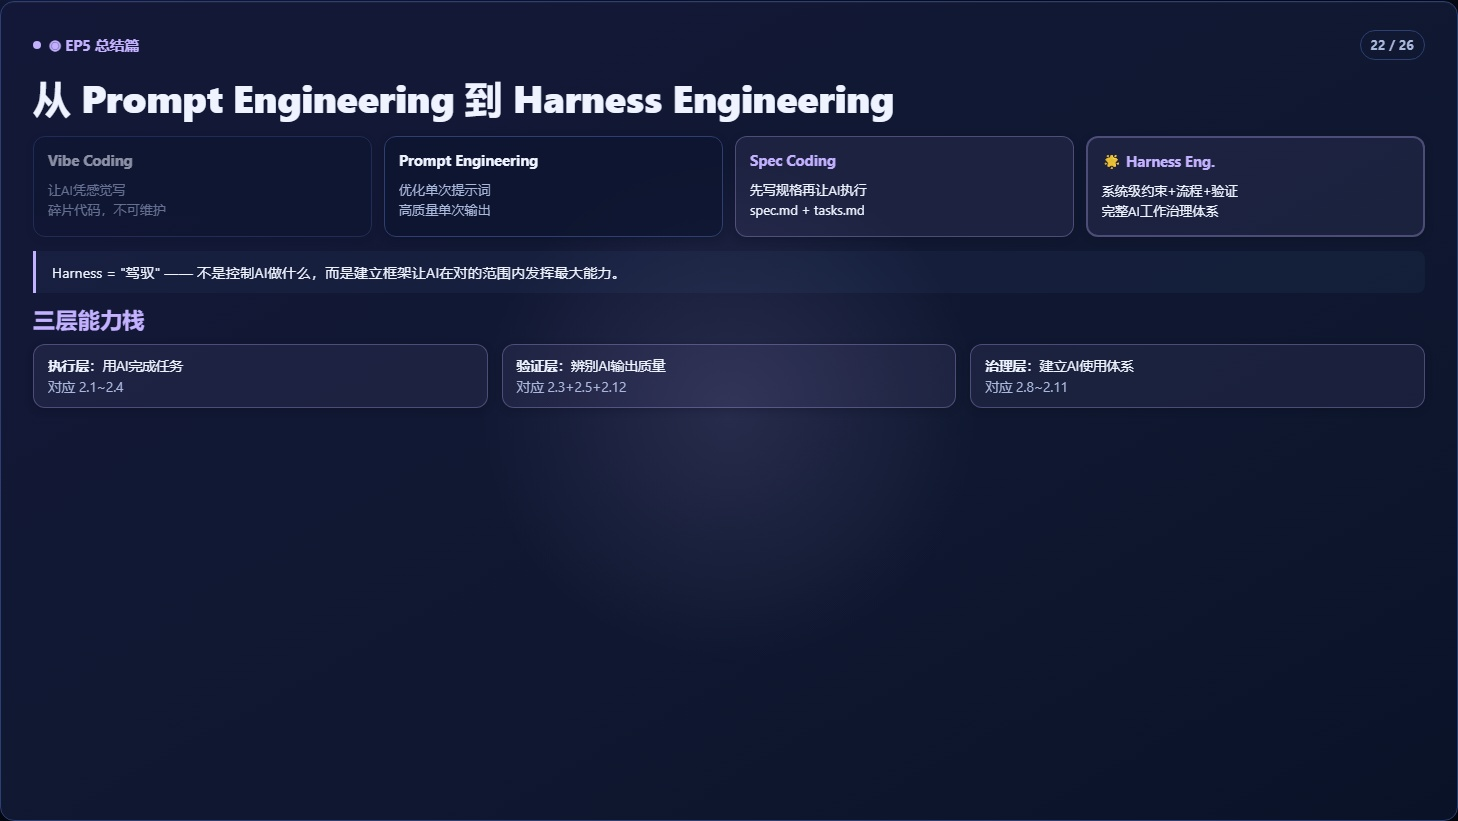 EP5 总结篇
22 / 26
从 Prompt Engineering 到 Harness Engineering
Vibe Coding
让AI凭感觉写
碎片代码，不可维护
Prompt Engineering
优化单次提示词
高质量单次输出
Spec Coding
先写规格再让AI执行
spec.md + tasks.md
Harness Eng.
系统级约束+流程+验证
完整AI工作治理体系
Harness = "驾驭" —— 不是控制AI做什么，而是建立框架让AI在对的范围内发挥最大能力。
三层能力栈
执行层：用AI完成任务
对应 2.1~2.4
验证层：辨别AI输出质量
对应 2.3+2.5+2.12
治理层：建立AI使用体系
对应 2.8~2.11